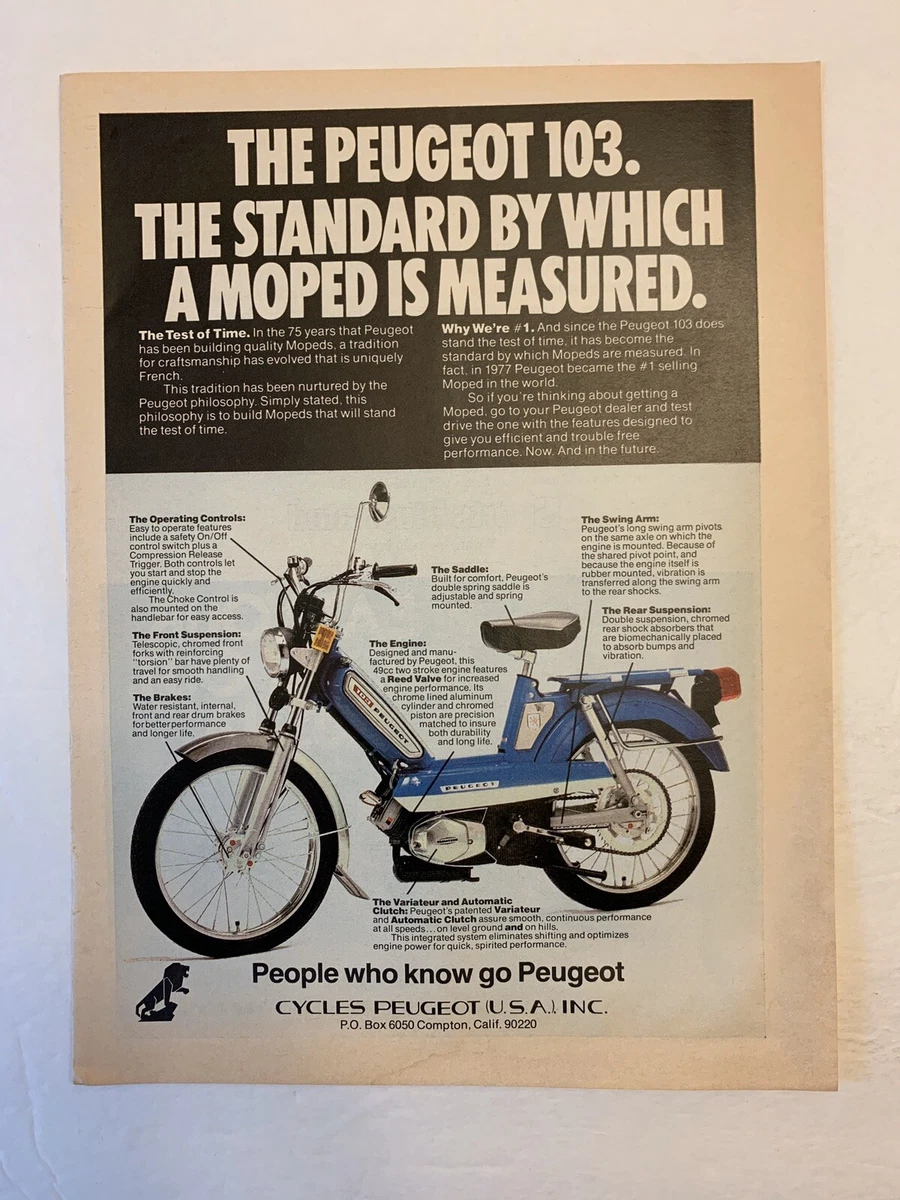 THE PEUGEOT 103.
THE STANDARD BY WHICH
A MOPED IS MEASURED.
The Test of Time. In the 75 years that Peugeot
has been building quality Mopeds, a tradition
for craftsmanship has evolved that is uniquely
French.
This tradition has been nurtured by the
Peugeot philosophy. Simply stated, this
philosophy is to build Mopeds that will stand
the test of time.
Why We're #1. And since the Peugeot 103 does
stand the test of time, it has become the
standard by which Mopeds are measured. In
fact, in 1977 Peugeot became the #1 selling
Moped in the world.
So if you're thinking about getting a
Moped, go to your Peugeot dealer and test
drive the one with the features designed to
give you efficient and trouble free
performance. Now. And in the future.
The Operating Controls:
Easy to operate features
include a safety On/Off
control switch plus a
Compression Release
Trigger. Both controls let
you start and stop the
engine quickly and
efficiently.
The Choke Control is
also mounted on the
handlebar for easy access.
The Front Suspension:
Telescopic, chromed front
forks with reinforcing
"torsion" bar have plenty of
travel for smooth handling
and an easy ride.
The Brakes:
Water resistant, internal,
front and rear drum brakes
for better performance
and longer life.
The Saddle:
Built for comfort, Peugeot's
double spring saddle is
adjustable and spring
mounted.
The Engine:
Designed and manu-
factured by Peugeot, this
49cc two stroke engine features
a Reed Valve for increased
engine performance. Its
chrome lined aluminum
cylinder and chromed
piston are precision
matched to insure
both durability
and long life.
The Swing Arm:
Peugeot's long swing arm pivots
on the same axle on which the
engine is mounted. Because of
the shared pivot point, and
because the engine itself is
rubber mounted, vibration is
transferred along the swing arm
to the rear shocks.
The Rear Suspension:
Double suspension, chromed
rear shock absorbers that
are biomechanically placed
to absorb bumps and
vibration.
103 PEUGEOT
PEUGEOT
The Variateur and Automatic
Clutch: Peugeot's patented Variateur
and Automatic Clutch assure smooth, continuous performance
at all speeds...on level ground and on hills.
This integrated system eliminates shifting and optimizes
engine power for quick, spirited performance.
People who know go Peugeot
CYCLES PEUGEOT (U.S.A.), INC.
P.O. Box 6050 Compton, Calif. 90220